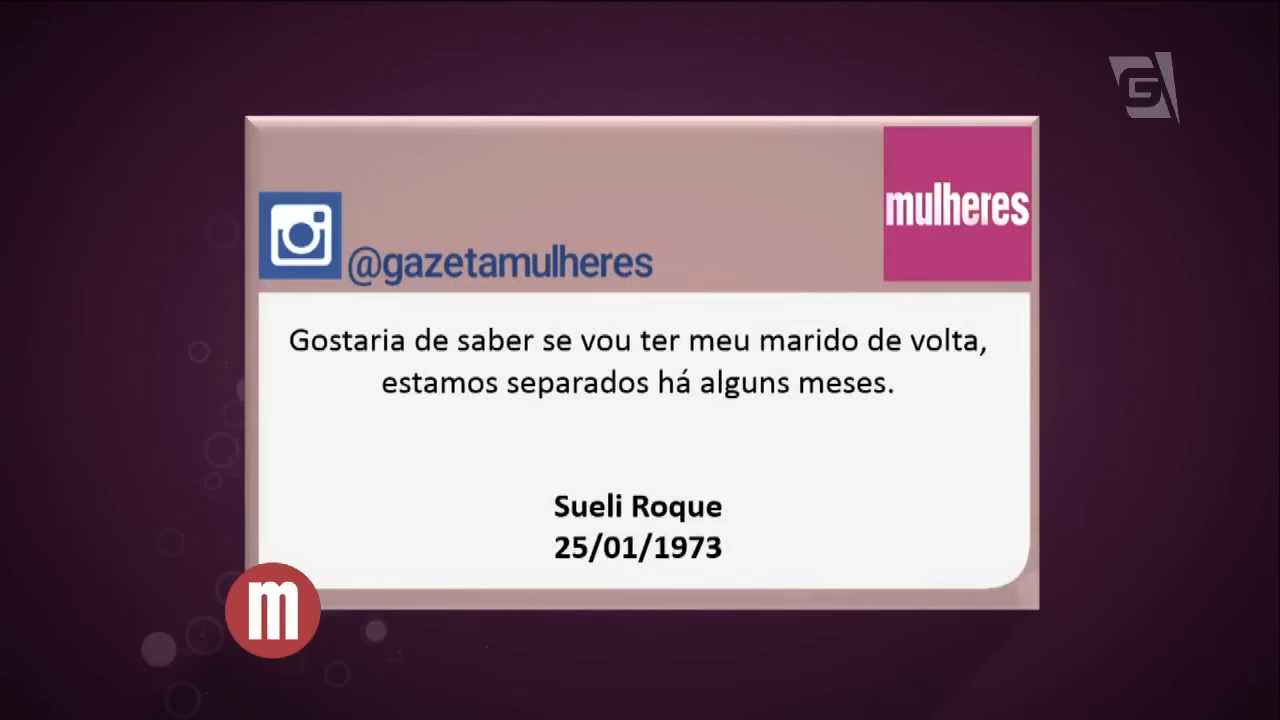 G
mulheres
@gazetamulheres
Gostaria de saber se vou ter meu marido de volta,
estamos separados há alguns meses.
Sueli Roque
25/01/1973
m